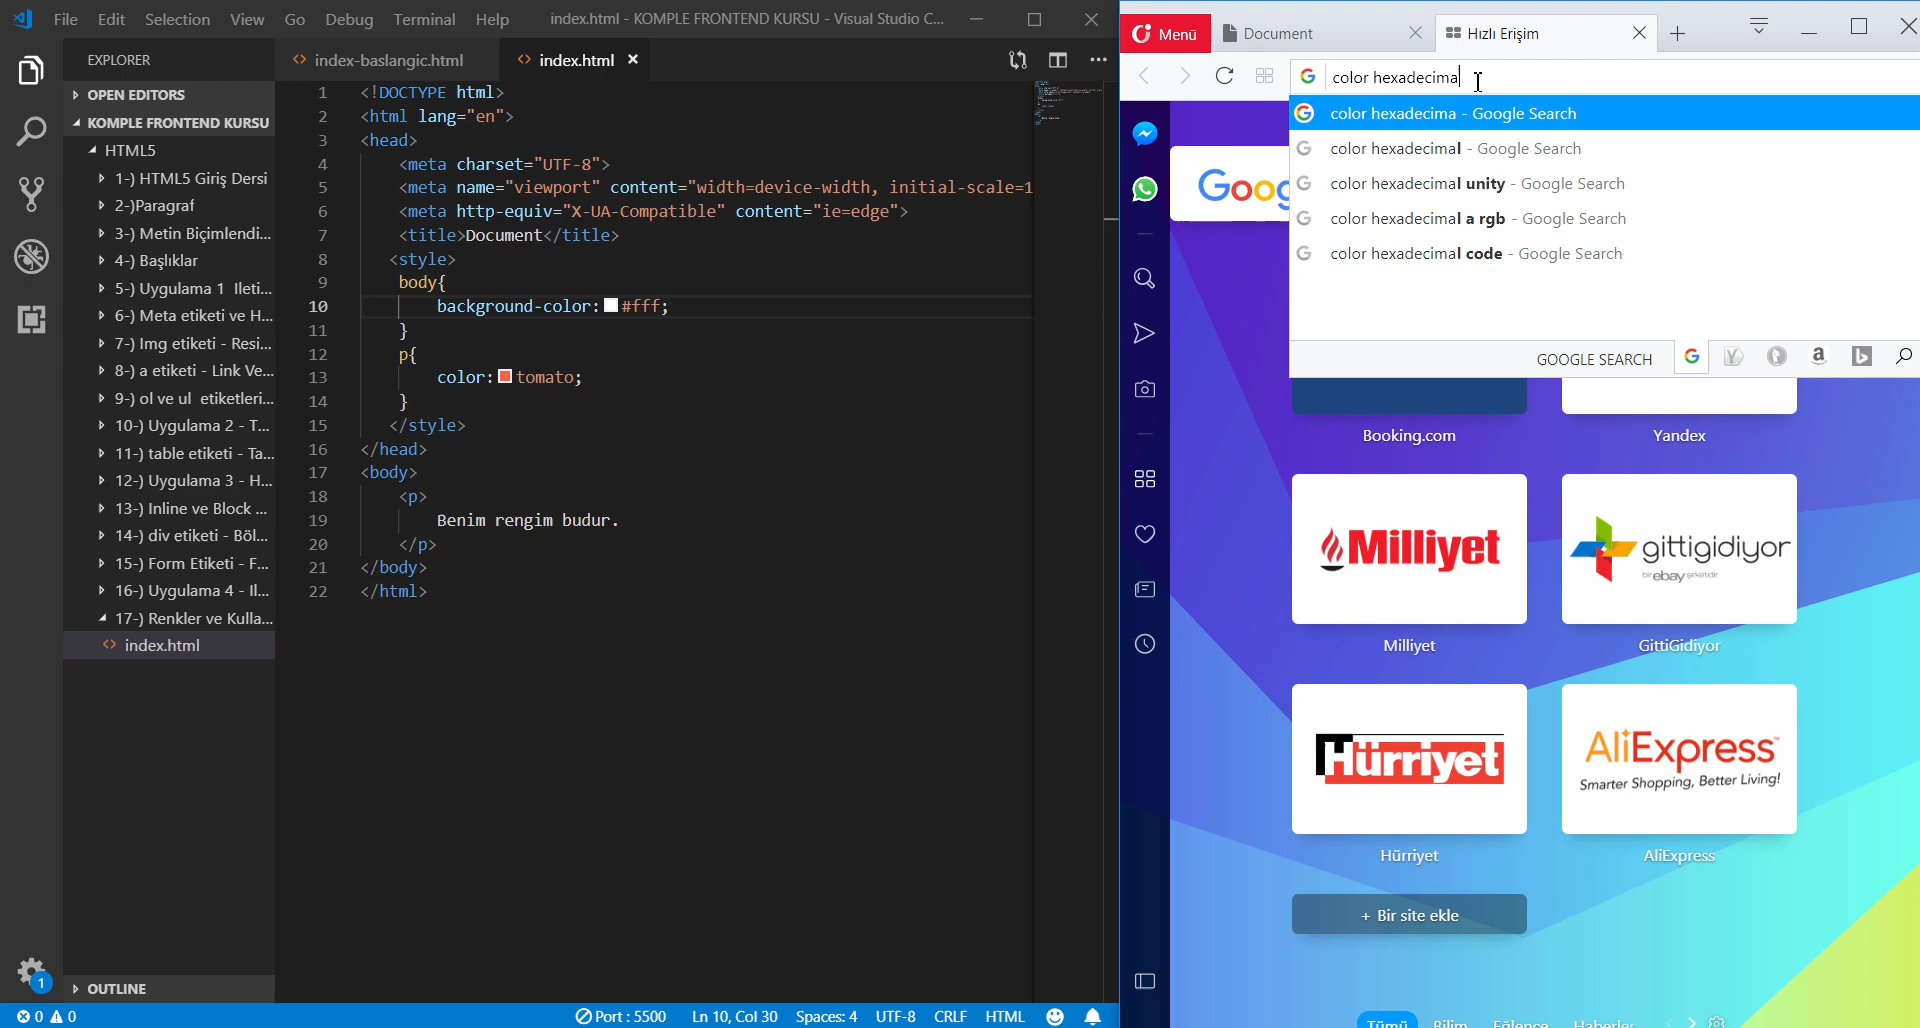 File Edit Selection View Go Debug Terminal Help index.html - KOMPLE FRONTEND KURSU - Visual Studio C...
EXPLORER
OPEN EDITORS
KOMPLE FRONTEND KURSU
HTML5
1-) HTML5 Giriş Dersi
2-)Paragraf
3-) Metin Biçimlendi...
4-) Başlıklar
5-) Uygulama 1 Ileti...
6-) Meta etiketi ve H...
7-) Img etiketi - Resi...
8-) a etiketi - Link Ve...
9-) ol ve ul etiketleri...
10-) Uygulama 2 - T...
11-) table etiketi - Ta...
12-) Uygulama 3 - H...
13-) Inline ve Block ...
14-) div etiketi - Böl...
15-) Form Etiketi - F...
16-) Uygulama 4 - Il...
17-) Renkler ve Kulla...
index.html
OUTLINE
1
index-baslangic.html index.html
1 <!DOCTYPE html>
2 <html lang="en">
3 <head>
4 <meta charset="UTF-8">
5 <meta name="viewport" content="width=device-width, initial-scale=1
6 <meta http-equiv="X-UA-Compatible" content="ie=edge">
7 <title>Document</title>
8 <style>
9 body{
10 background-color: #fff;
11 }
12 p{
13 color: tomato;
14 }
15 </style>
16 </head>
17 <body>
18 <p>
19 Benim rengim budur.
20 </p>
21 </body>
22 </html>
0 0 Port : 5500 Ln 10, Col 30 Spaces: 4 UTF-8 CRLF HTML
Menü Document Hızlı Erişim
color hexadecima
color hexadecima - Google Search
color hexadecimal - Google Search
color hexadecimal unity - Google Search
color hexadecimal a rgb - Google Search
color hexadecimal code - Google Search
GOOGLE SEARCH
Goog
Booking.com Yandex
Milliyet
gittigidiyor
bir ebay şirketidir
Milliyet GittiGidiyor
Hürriyet
AliExpress
Smarter Shopping, Better Living!
Hürriyet AliExpress
+ Bir site ekle
Tümü Bilim Eğlence Haberler